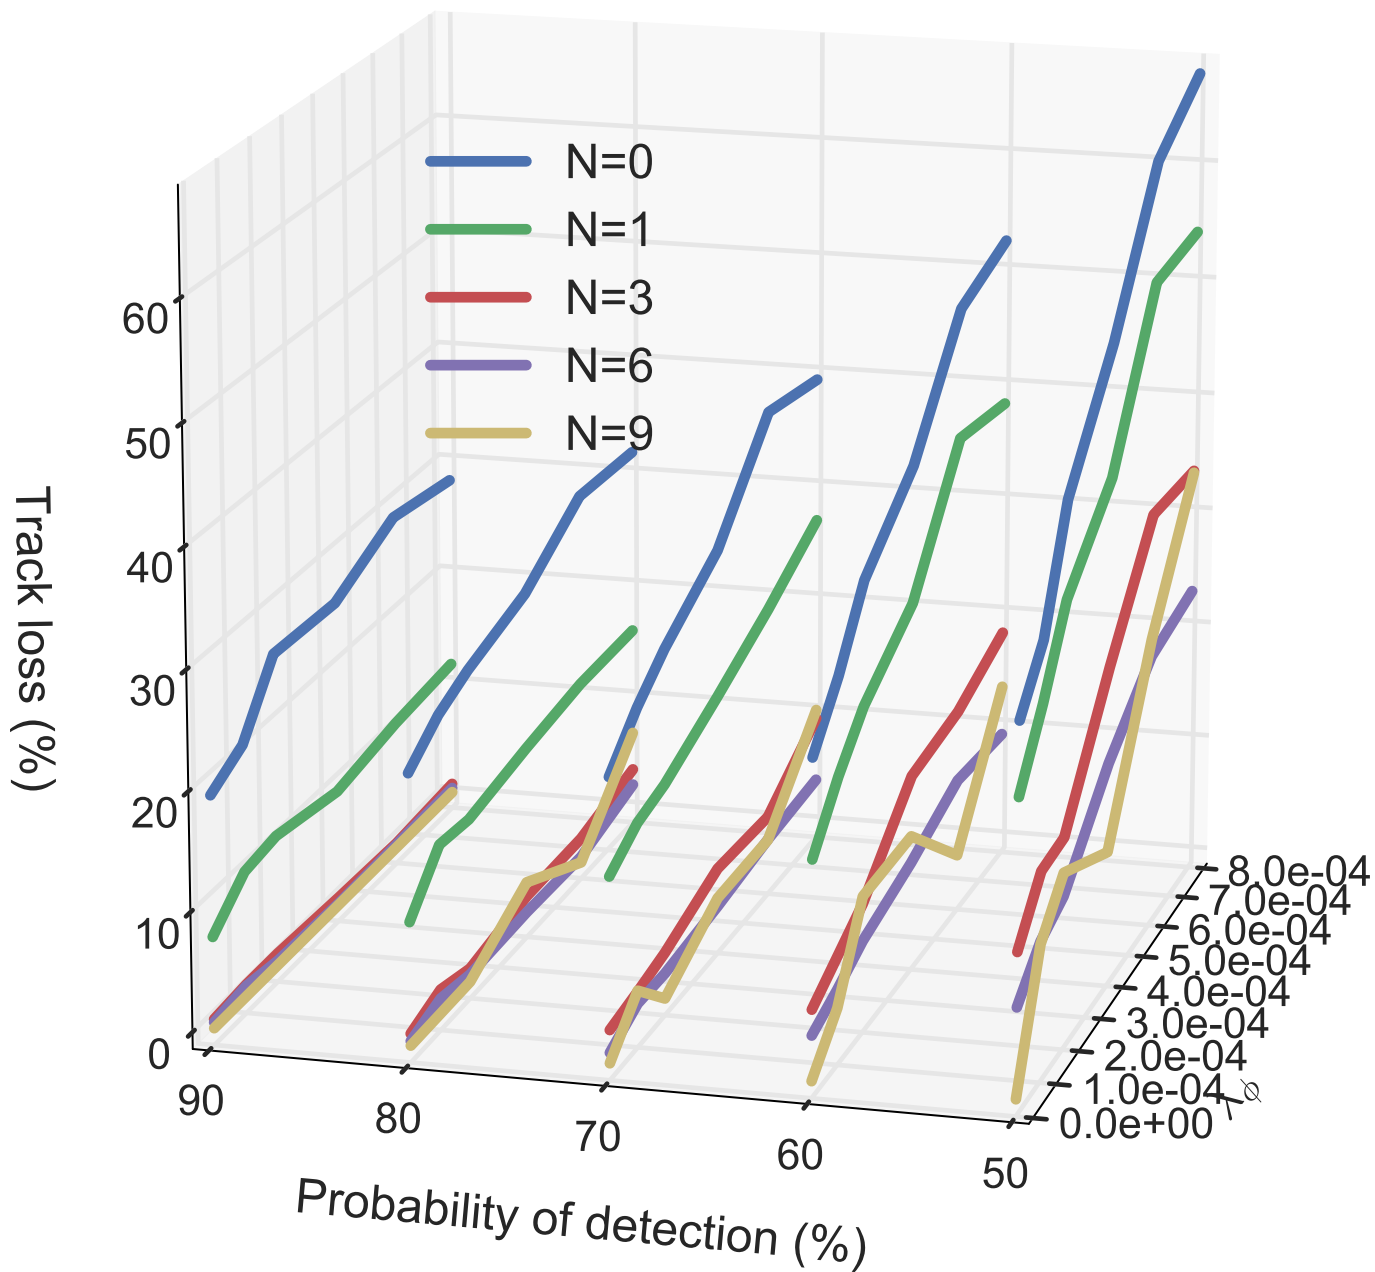 N=0
N=1
N=3
N=6
N=9
Track loss (%)
60
50
40
30
20
10
0
90
80
70
60
50
Probability of detection (%)
8.0e-04
7.0e-04
6.0e-04
5.0e-04
4.0e-04
3.0e-04
2.0e-04
1.0e-04
0.0e+00
λϕ